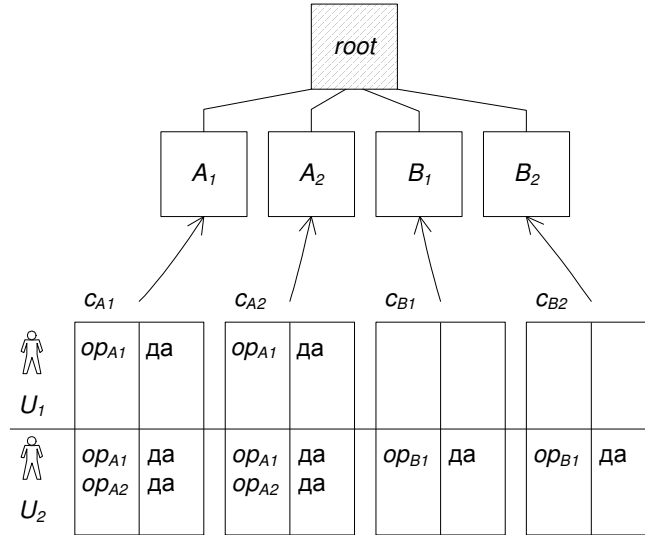 root
A1 A2 B1 B2
cA1 cA2 cB1 cB2
opA1 да opA1 да
U1
opA1 да opA1 да opB1 да opB1 да
opA2 да opA2 да
U2